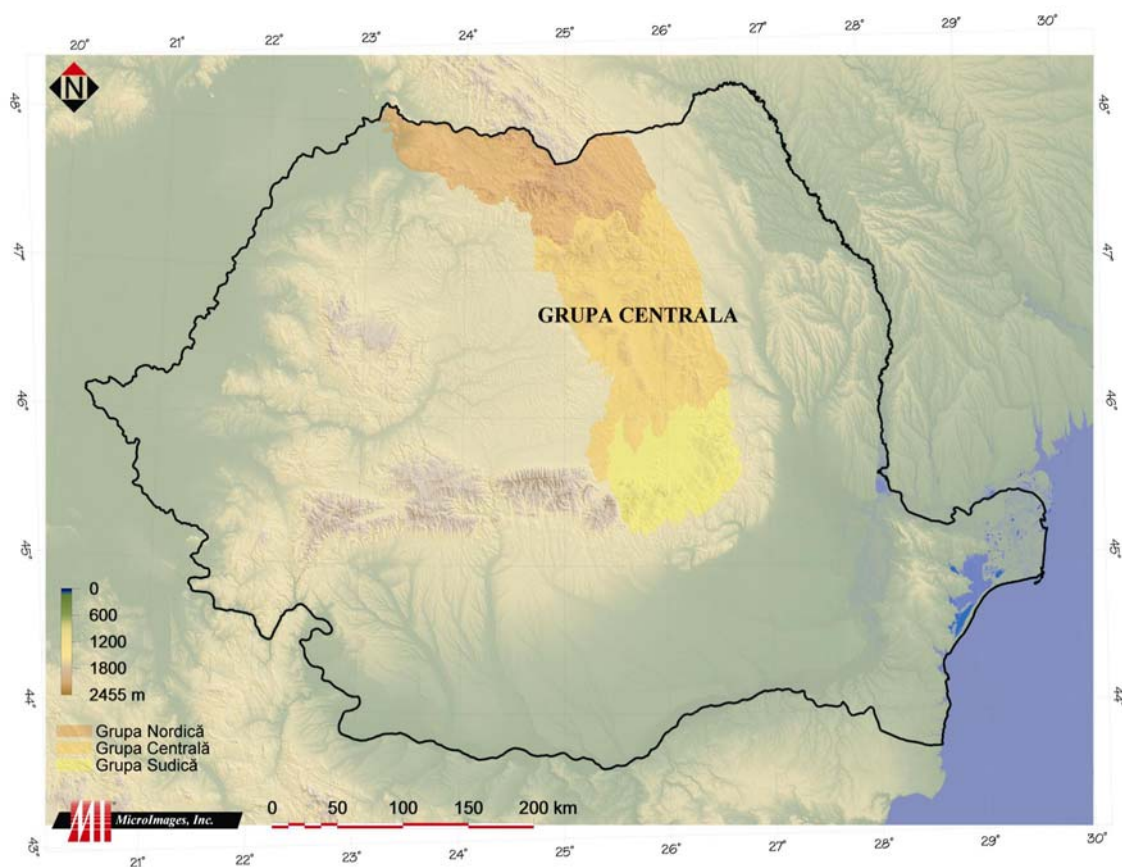 20° 21° 22° 23° 24° 25° 26° 27° 28° 29° 30°
N
48° 48°
47° 47°
GRUPA CENTRALA
46° 46°
45° 45°
0
600
1200
1800
2455 m
44° 44°
Grupa Nordică
Grupa Centrală
Grupa Sudică
0 50 100 150 200 km
MicroImages, Inc.
43°
21° 22° 23° 24° 25° 26° 27° 28° 29° 30°